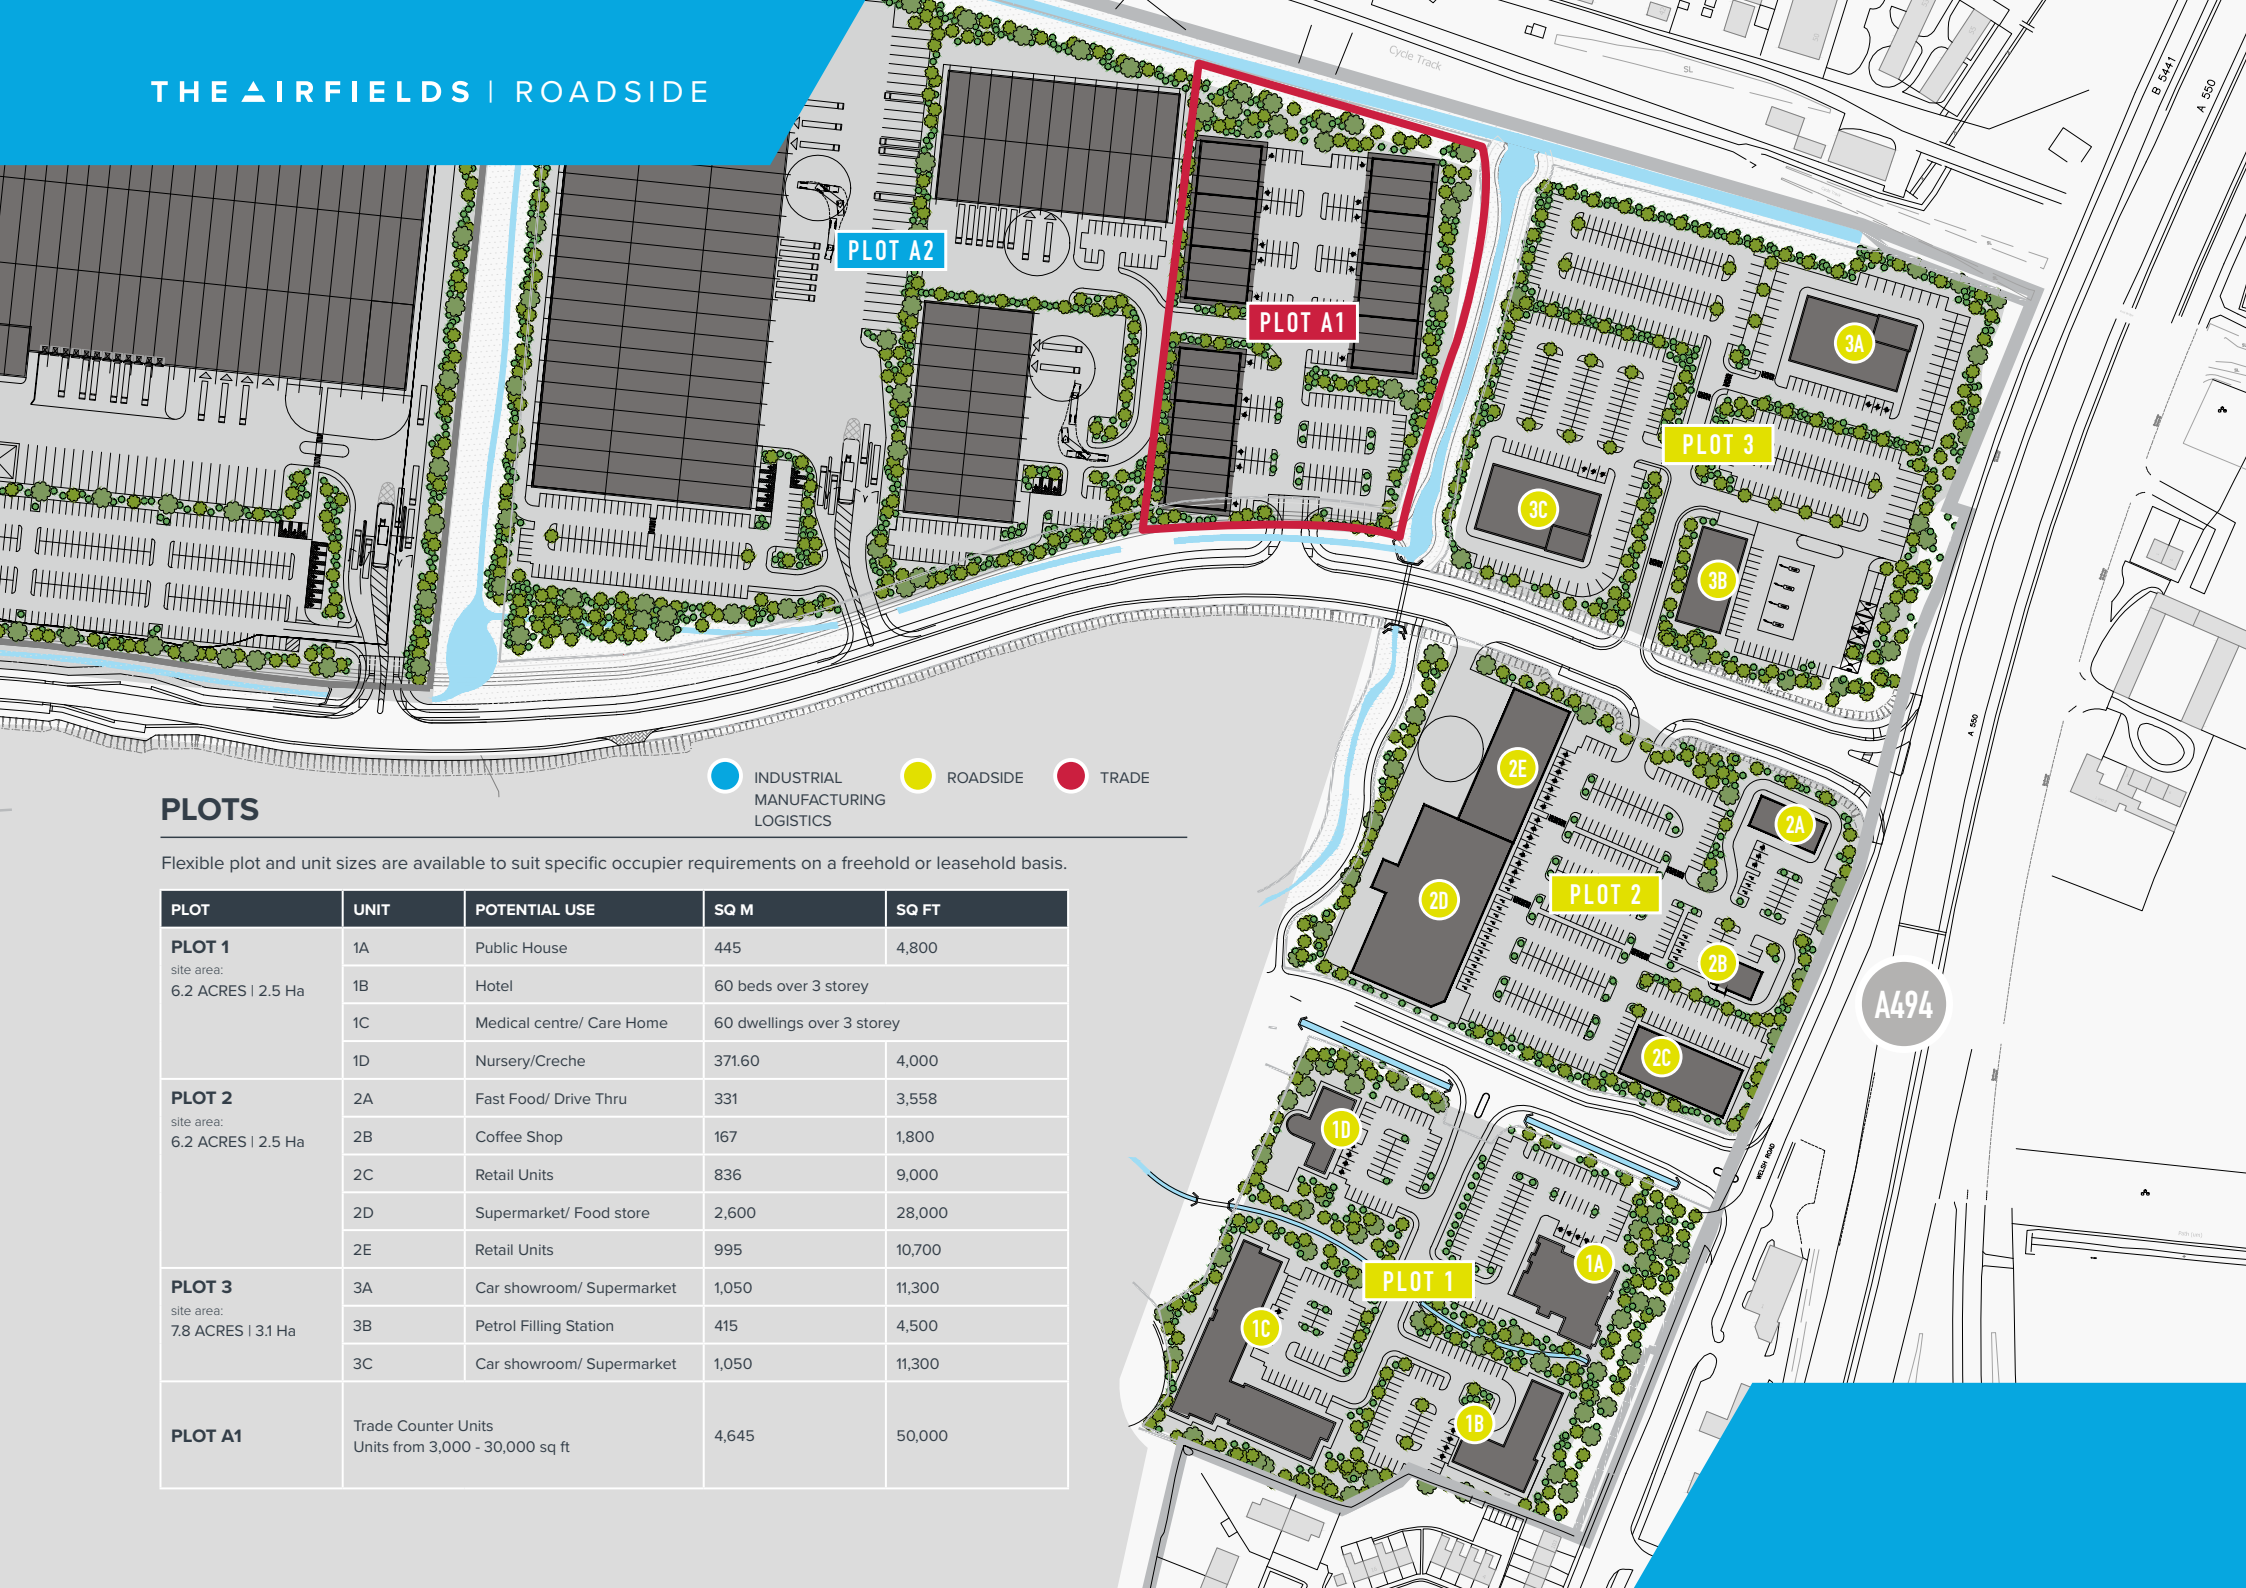 THE AIRFIELDS | ROADSIDE
Cycle Track
SL
B 5441
A 550
PLOT A2
PLOT A1
3A
PLOT 3
3C
3B
A 550
2E
2A
PLOT 2
2D
2B
A494
2C
1D
WELSH ROAD
1A
PLOT 1
1C
1B
INDUSTRIAL
MANUFACTURING
LOGISTICS
ROADSIDE
TRADE
PLOTS
Flexible plot and unit sizes are available to suit specific occupier requirements on a freehold or leasehold basis.
PLOT UNIT POTENTIAL USE SQ M SQ FT
PLOT 1 1A Public House 445 4,800
site area:
6.2 ACRES | 2.5 Ha
1B Hotel 60 beds over 3 storey
1C Medical centre/ Care Home 60 dwellings over 3 storey
1D Nursery/Creche 371.60 4,000
PLOT 2 2A Fast Food/ Drive Thru 331 3,558
site area:
6.2 ACRES | 2.5 Ha
2B Coffee Shop 167 1,800
2C Retail Units 836 9,000
2D Supermarket/ Food store 2,600 28,000
2E Retail Units 995 10,700
PLOT 3 3A Car showroom/ Supermarket 1,050 11,300
site area:
7.8 ACRES | 3.1 Ha
3B Petrol Filling Station 415 4,500
3C Car showroom/ Supermarket 1,050 11,300
PLOT A1 Trade Counter Units 4,645 50,000
Units from 3,000 - 30,000 sq ft